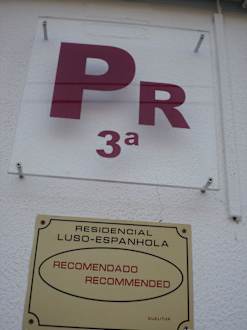 PR
3ª
RESIDENCIAL
LUSO-ESPANHOLA
RECOMENDADO
RECOMMENDED